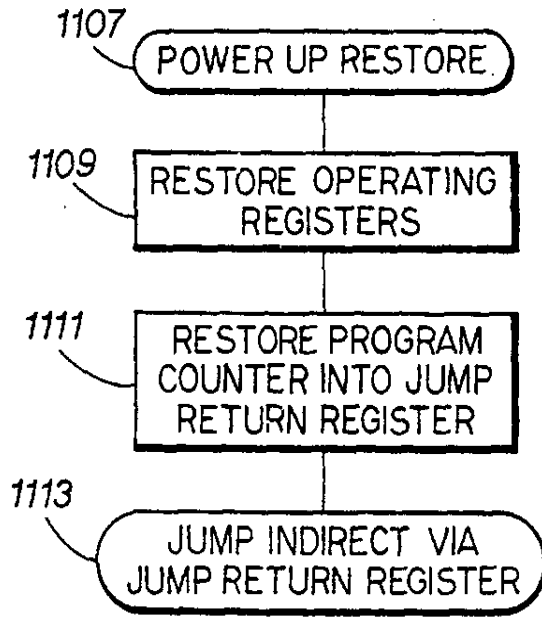 1107
POWER UP RESTORE.
1109
RESTORE OPERATING
REGISTERS
1111
RESTORE PROGRAM
COUNTER INTO JUMP
RETURN REGISTER
1113
JUMP INDIRECT VIA
JUMP RETURN REGISTER